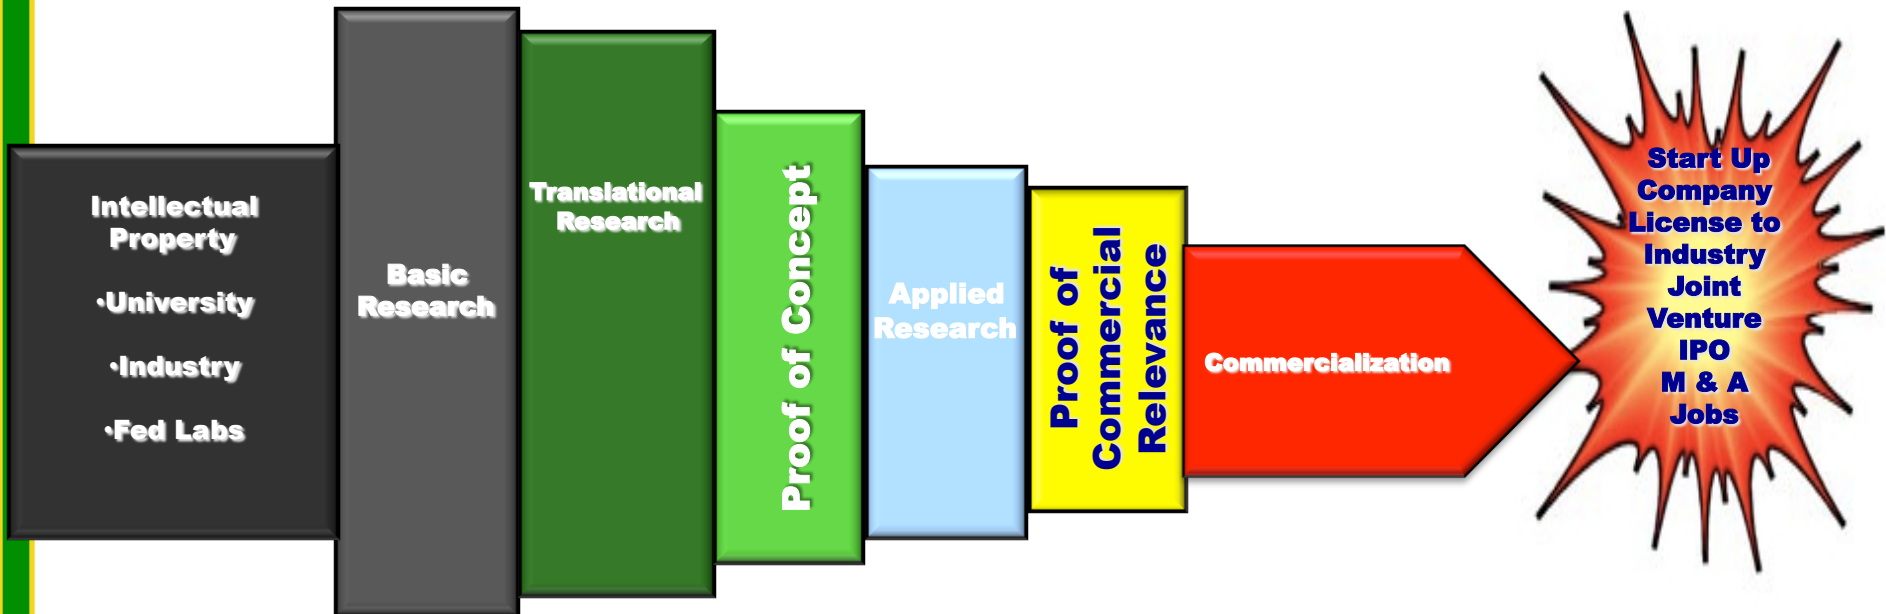 Intellectual
Property
•University
•Industry
•Fed Labs
Basic
Research
Translational
Research
Proof of Concept
Applied
Research
Proof of
Commercial
Relevance
Commercialization
Start Up
Company
License to
Industry
Joint
Venture
IPO
M & A
Jobs